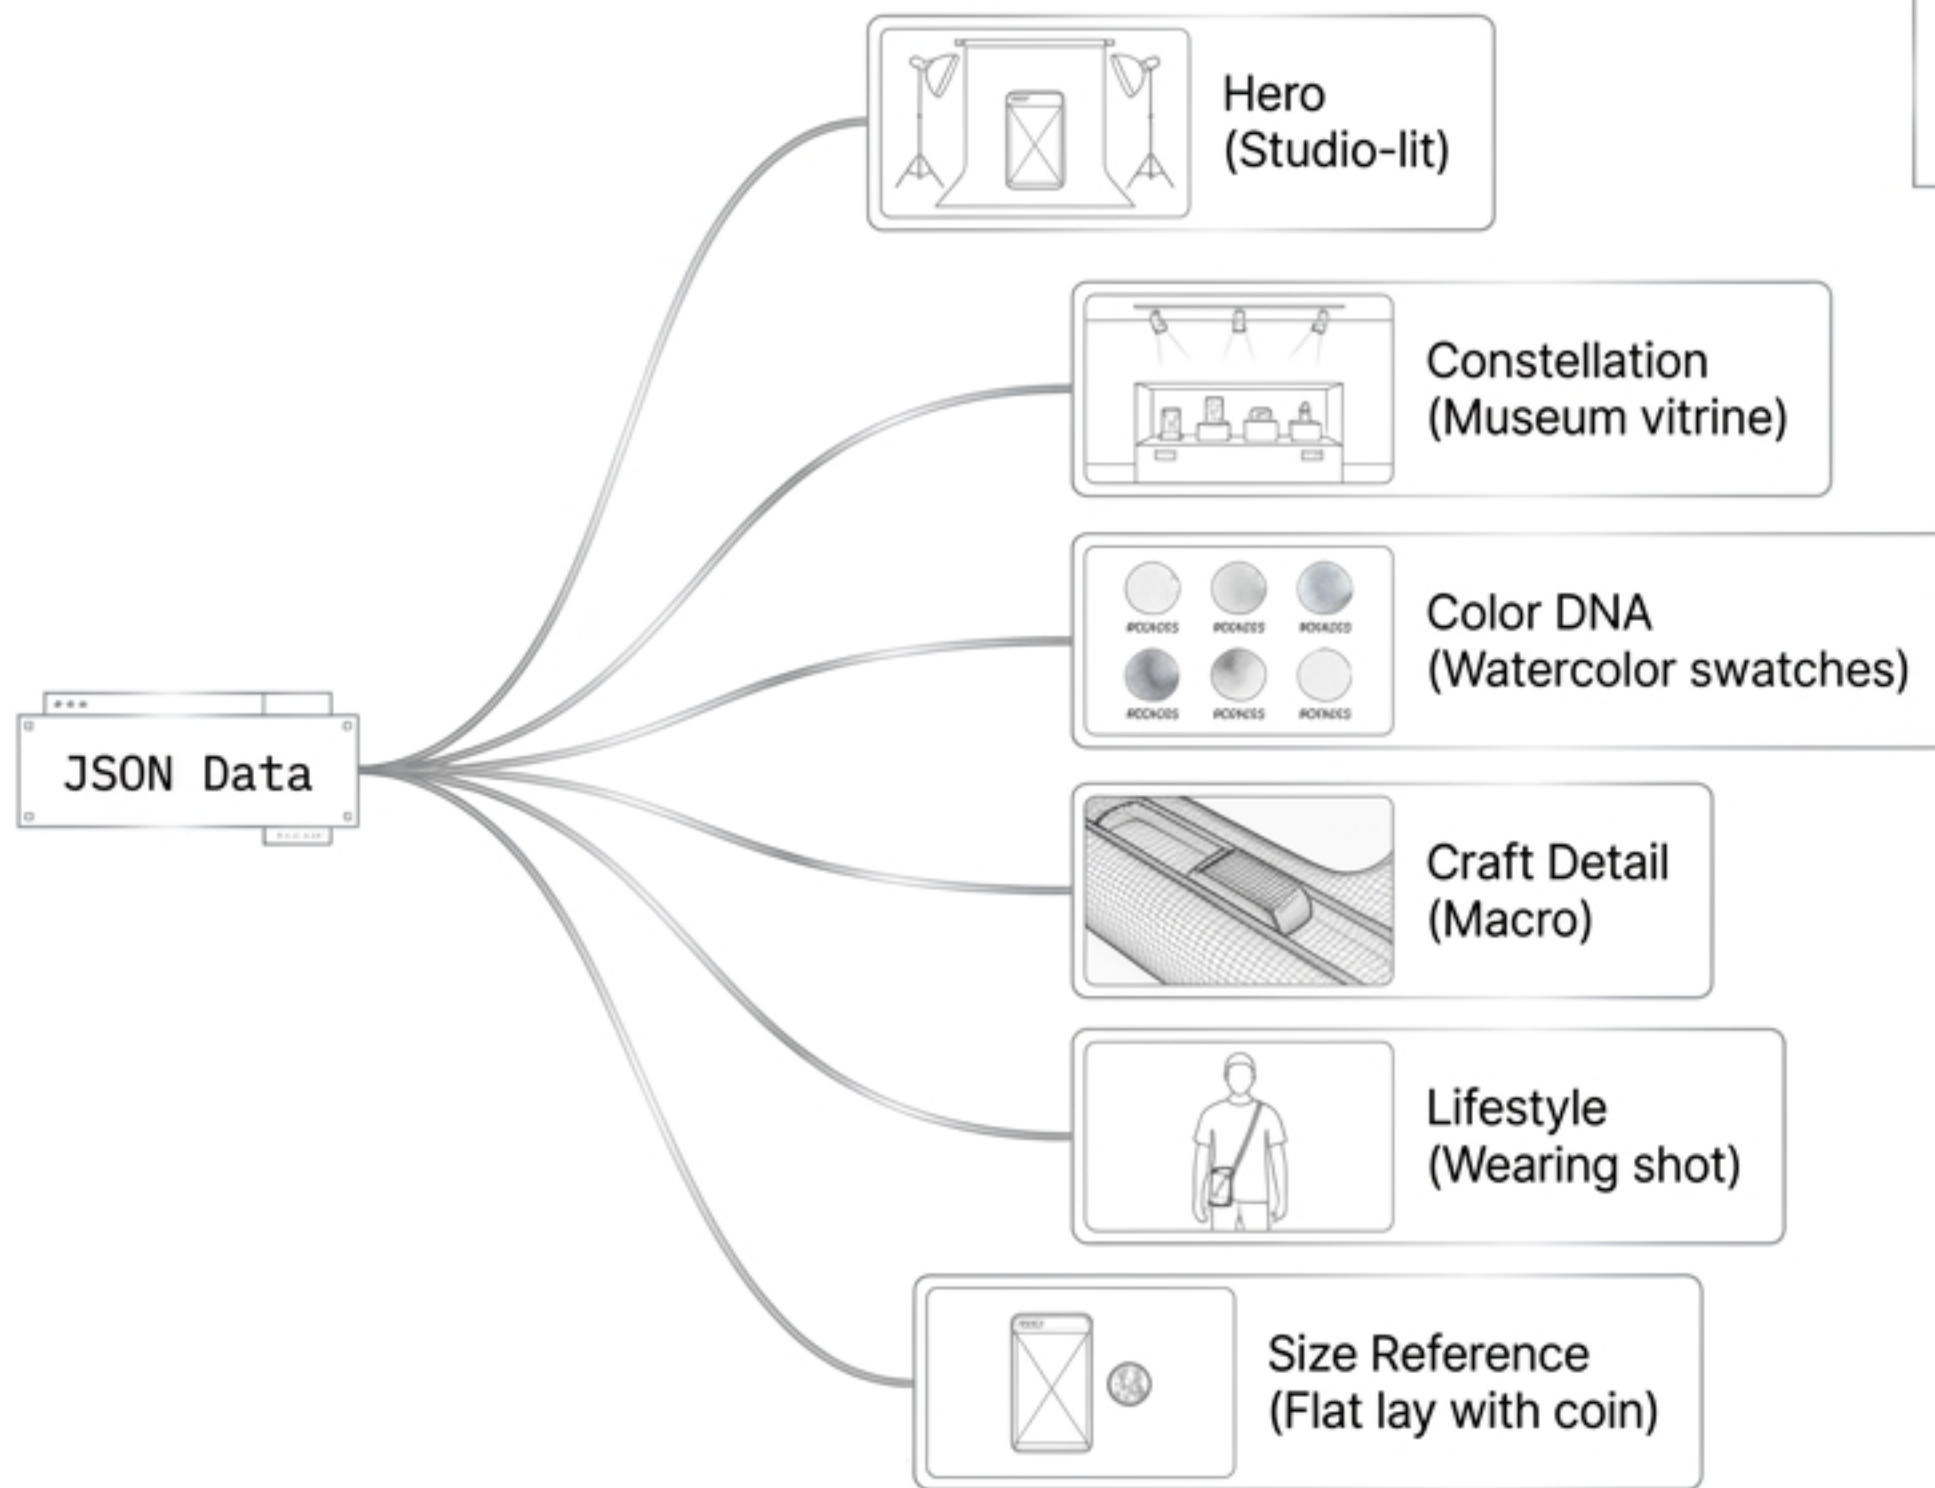 Hero
(Studio-lit)
Constellation
(Museum vitrine)
Color DNA
(Watercolor swatches)
JSON Data
Craft Detail
(Macro)
Lifestyle
(Wearing shot)
Size Reference
(Flat lay with coin)